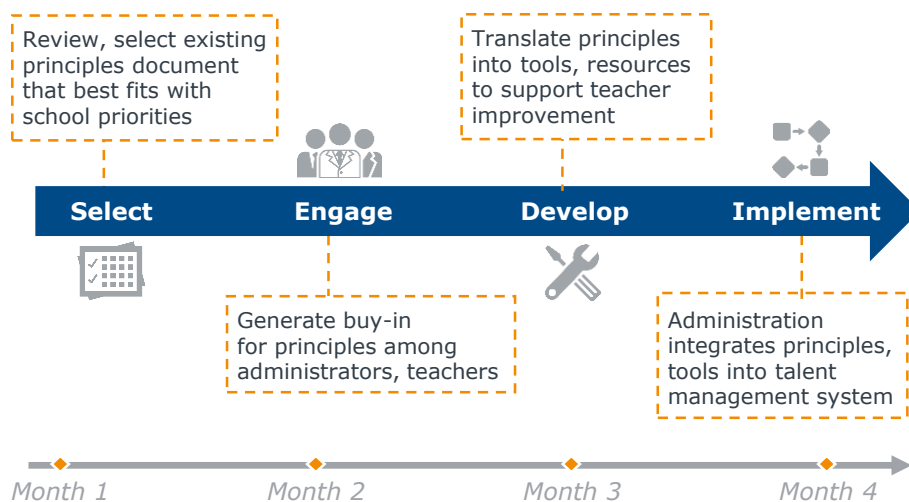 Review, select existing
principles document
that best fits with
school priorities
Translate principles
into tools, resources
to support teacher
improvement
Select
Engage
Develop
Implement
Generate buy-in
for principles among
administrators, teachers
Administration
integrates principles,
tools into talent
management system
Month 1
Month 2
Month 3
Month 4